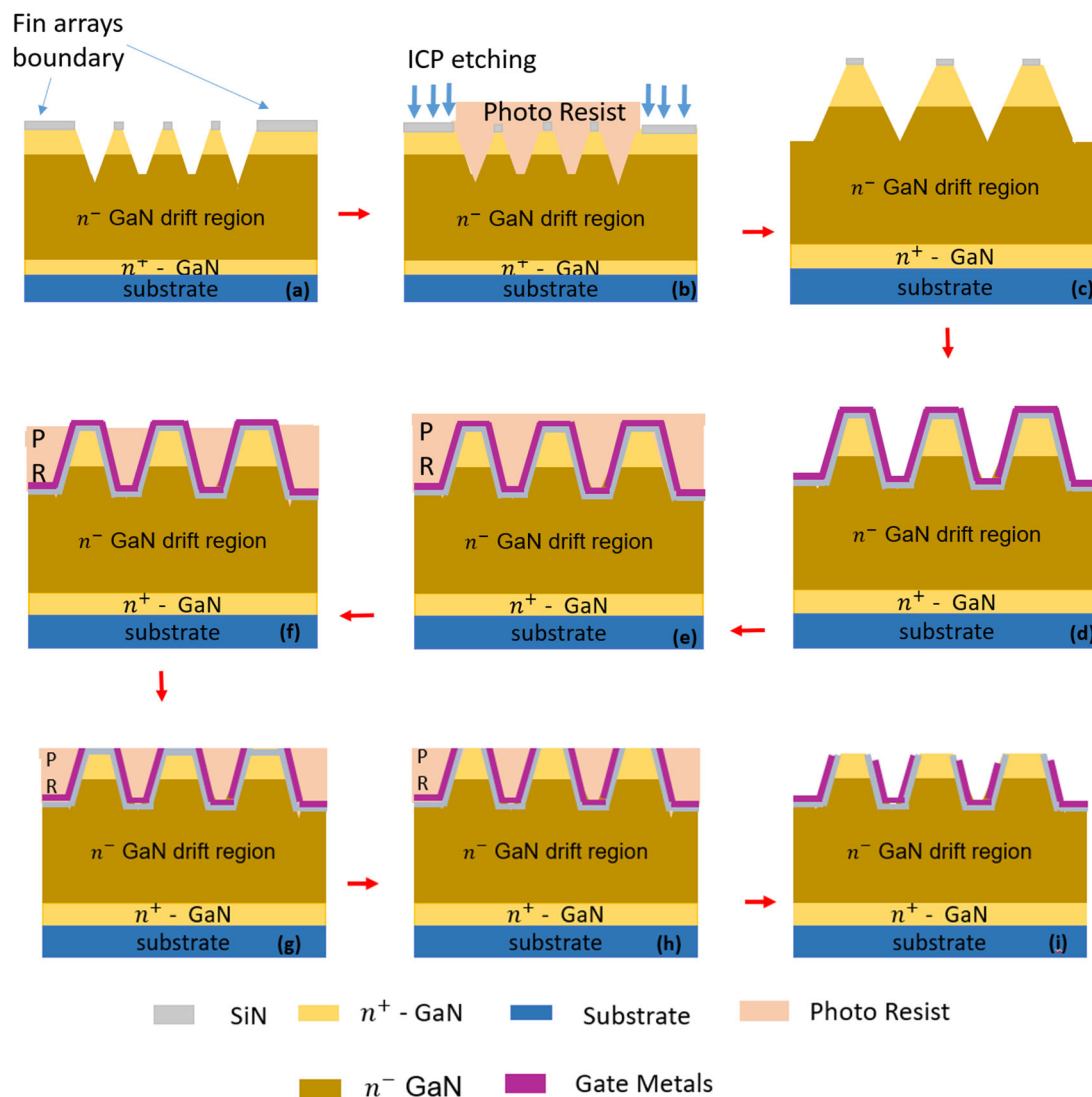 Fin arrays
boundary
ICP etching
Photo Resist
n⁻ GaN drift region
n⁺ - GaN
substrate
(a)
n⁻ GaN drift region
n⁺ - GaN
substrate
(b)
n⁻ GaN drift region
n⁺ - GaN
substrate
(c)
P
R
n⁻ GaN drift region
n⁺ - GaN
substrate
(f)
P
R
n⁻ GaN drift region
n⁺ - GaN
substrate
(e)
n⁻ GaN drift region
n⁺ - GaN
substrate
(d)
P
R
n⁻ GaN drift region
n⁺ - GaN
substrate
(g)
P
R
n⁻ GaN drift region
n⁺ - GaN
substrate
(h)
n⁻ GaN drift region
n⁺ - GaN
substrate
(i)
SiN
n⁺ - GaN
Substrate
Photo Resist
n⁻ GaN
Gate Metals